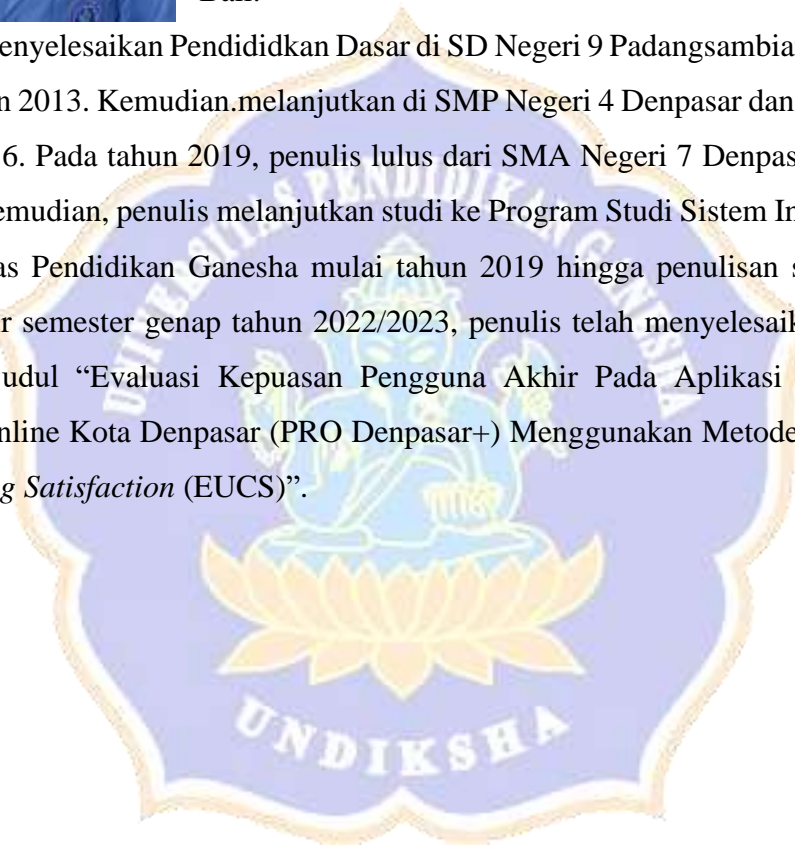 Bali.
enyelesaikan Pendididkan Dasar di SD Negeri 9 Padangsambia
n 2013. Kemudian.melanjutkan di SMP Negeri 4 Denpasar dan
6. Pada tahun 2019, penulis lulus dari SMA Negeri 7 Denpas
emudian, penulis melanjutkan studi ke Program Studi Sistem In
as Pendidikan Ganesha mulai tahun 2019 hingga penulisan s
r semester genap tahun 2022/2023, penulis telah menyelesaik
udul “Evaluasi Kepuasan Pengguna Akhir Pada Aplikasi
nline Kota Denpasar (PRO Denpasar+) Menggunakan Metode
g Satisfaction (EUCS)”.
UNIVERSITAS PENDIDIKAN GANESHA
UNDIKSHA